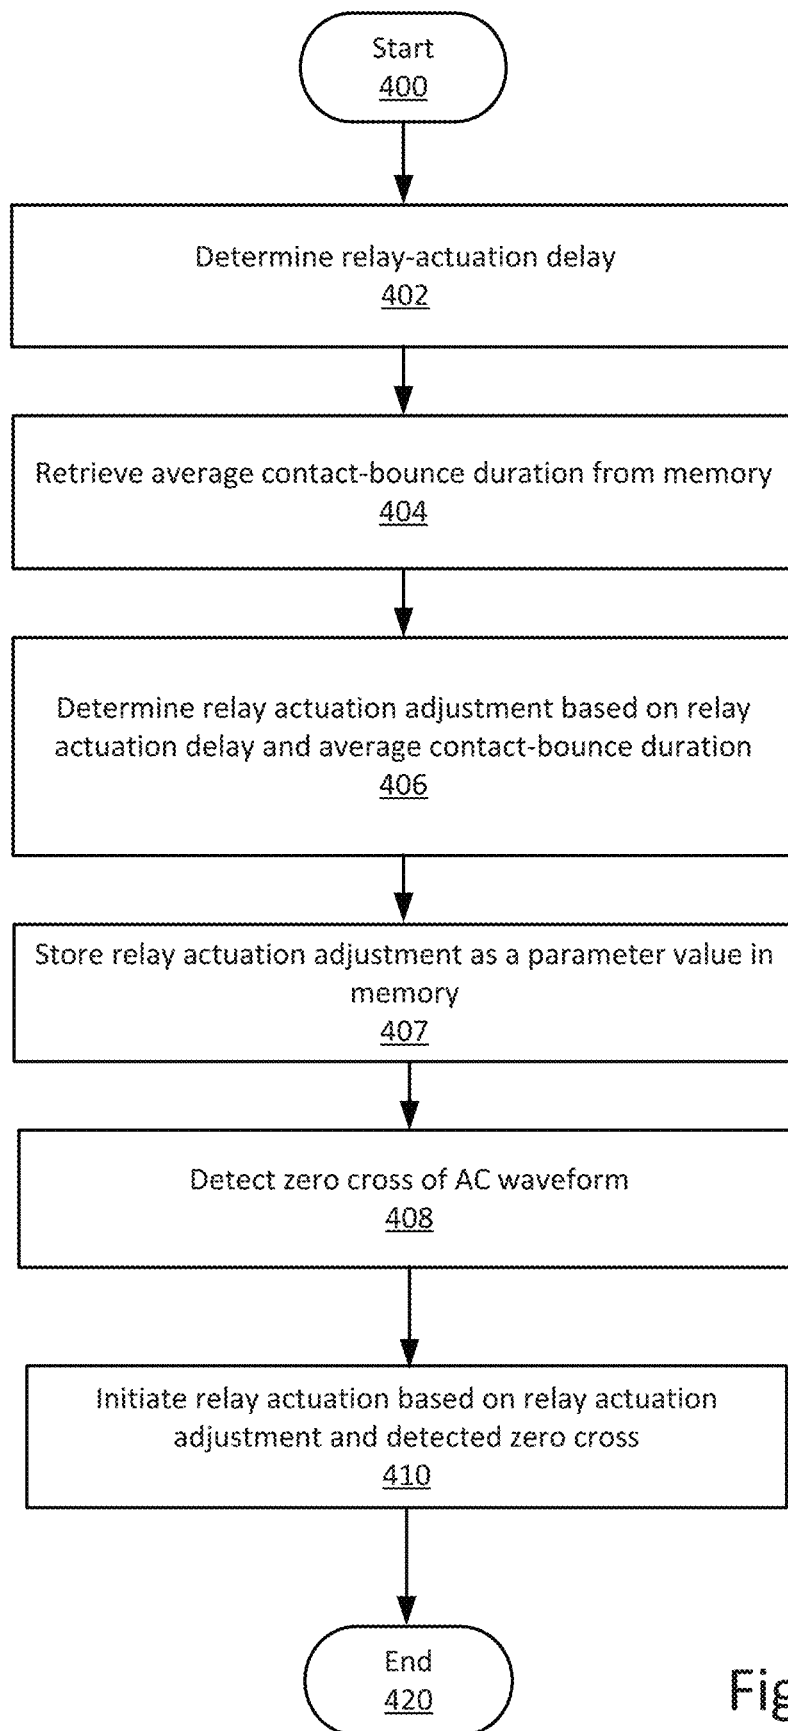 Start
400
Determine relay-actuation delay
402
Retrieve average contact-bounce duration from memory
404
Determine relay actuation adjustment based on relay
actuation delay and average contact-bounce duration
406
Store relay actuation adjustment as a parameter value in
memory
407
Detect zero cross of AC waveform
408
Initiate relay actuation based on relay actuation
adjustment and detected zero cross
410
End
420
Fig